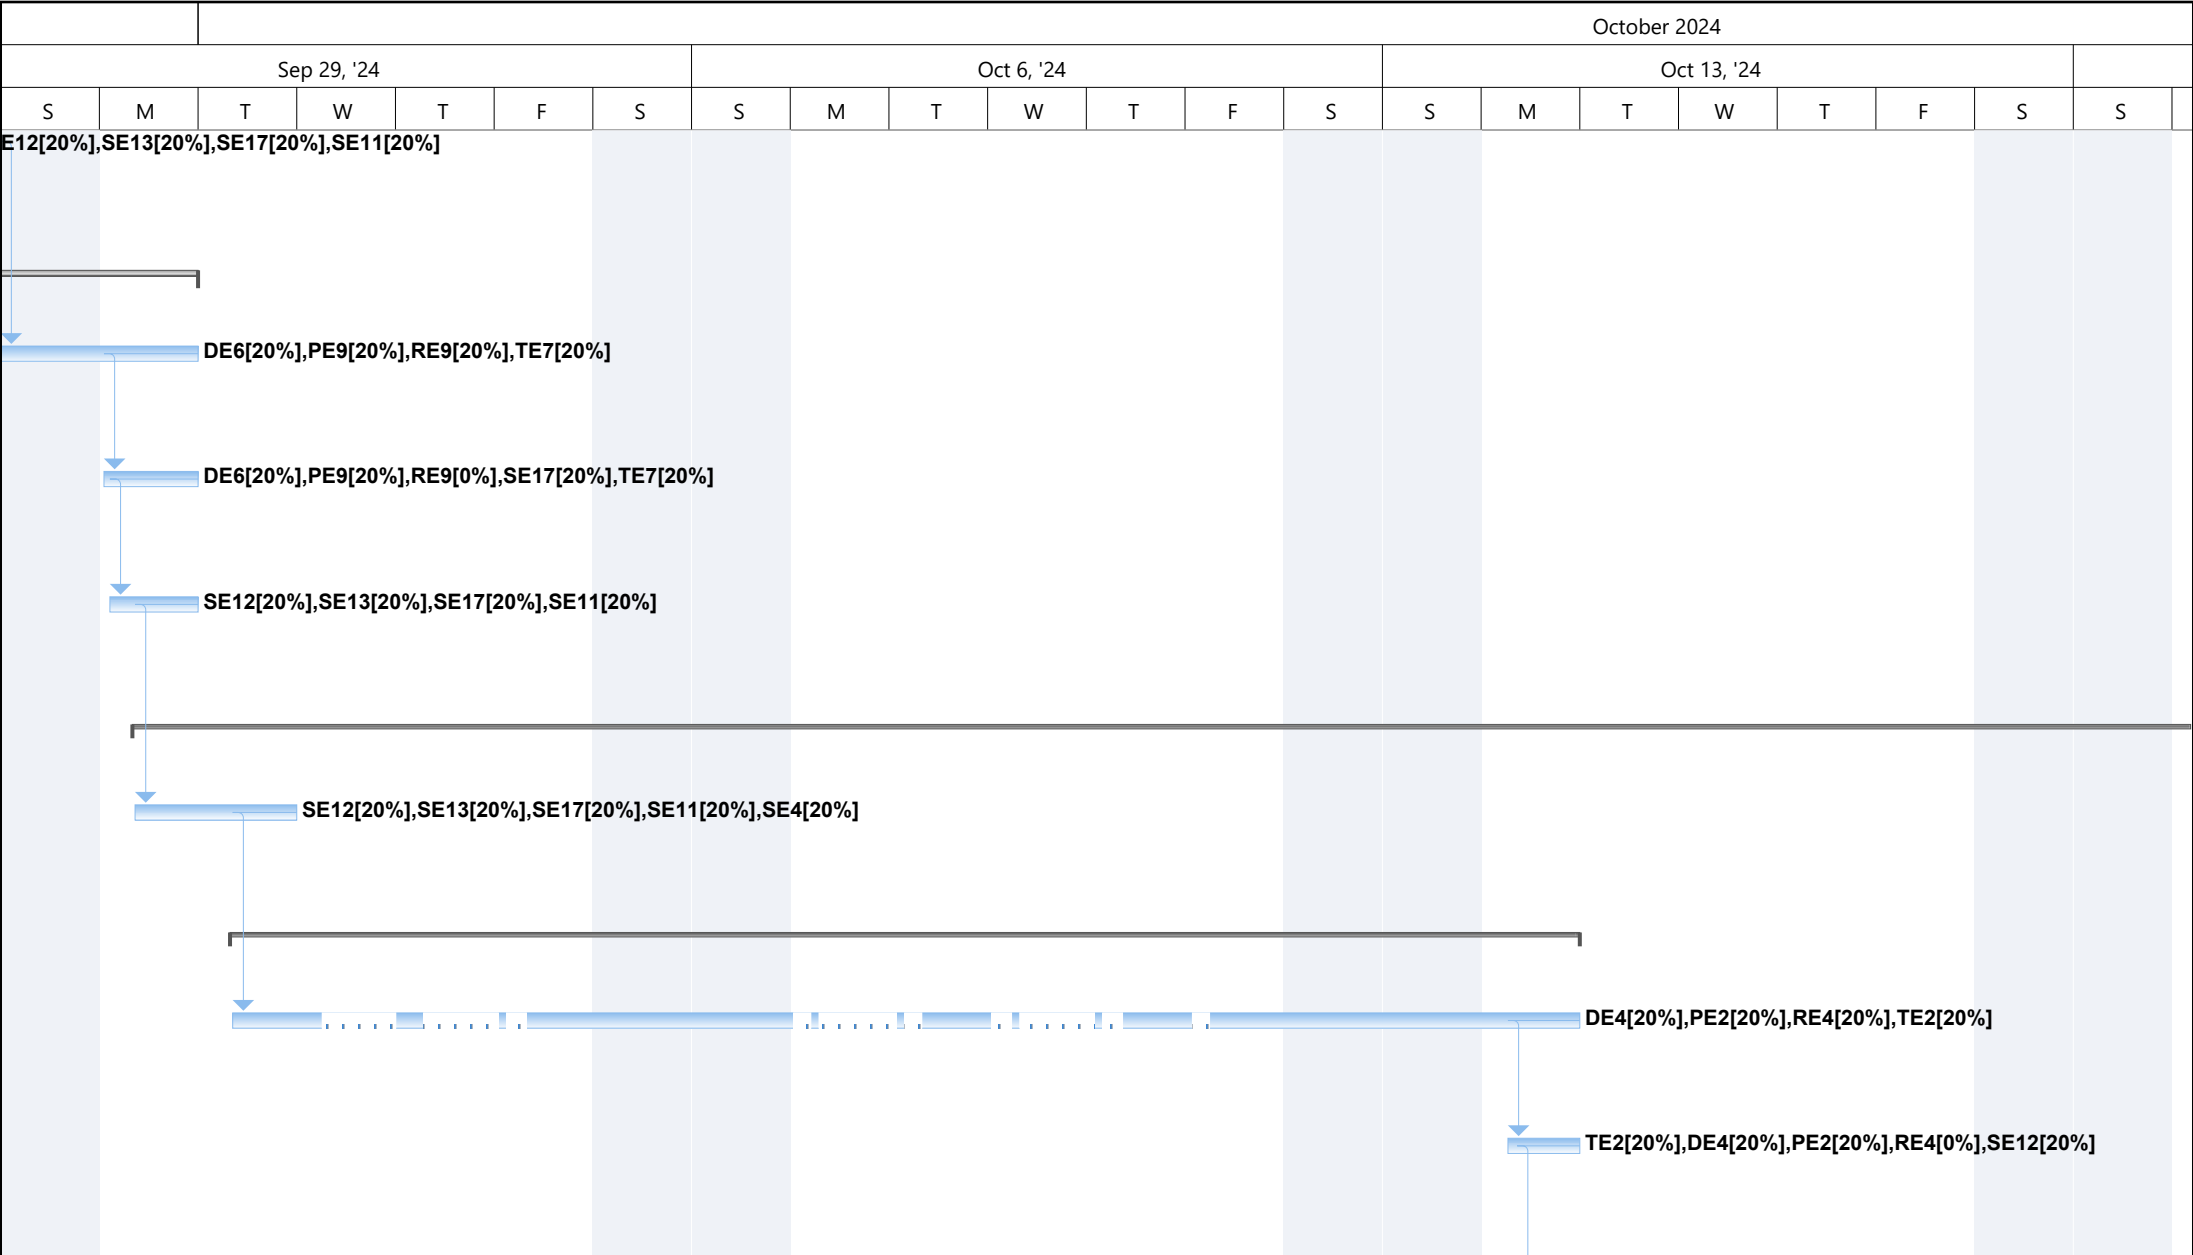 October 2024
Sep 29, '24 Oct 6, '24 Oct 13, '24
S M T W T F S S M T W T F S S M T W T F S S
E12[20%],SE13[20%],SE17[20%],SE11[20%]
DE6[20%],PE9[20%],RE9[20%],TE7[20%]
DE6[20%],PE9[20%],RE9[0%],SE17[20%],TE7[20%]
SE12[20%],SE13[20%],SE17[20%],SE11[20%]
SE12[20%],SE13[20%],SE17[20%],SE11[20%],SE4[20%]
DE4[20%],PE2[20%],RE4[20%],TE2[20%]
TE2[20%],DE4[20%],PE2[20%],RE4[0%],SE12[20%]